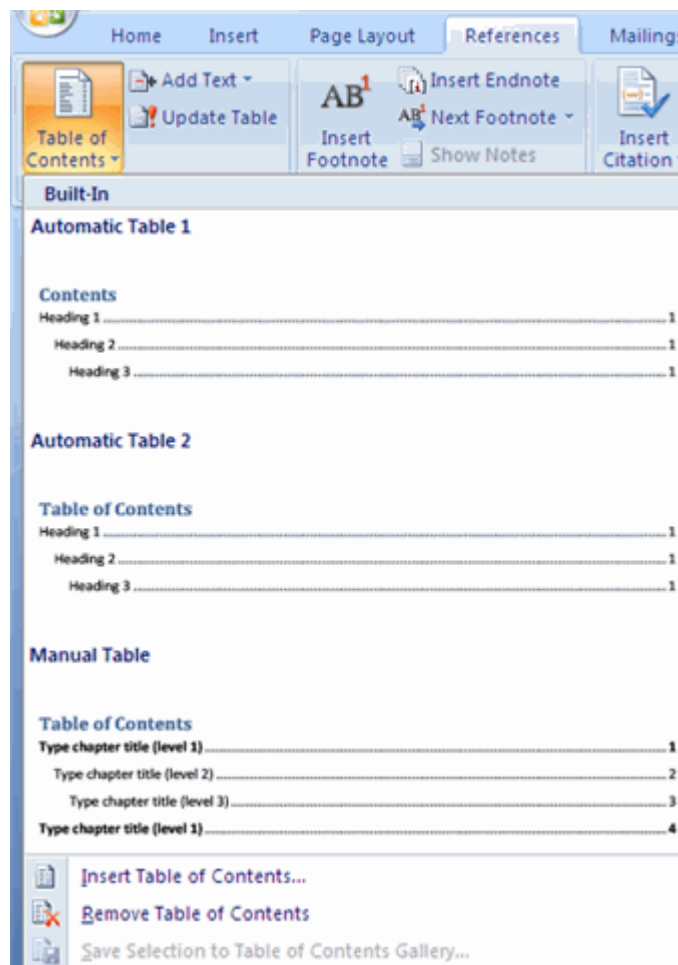 Home Insert Page Layout References Mailings
Add Text
Update Table
Table of
Contents
AB1
Insert
Footnote
Insert Endnote
AB1 Next Footnote
Show Notes
Insert
Citation
Built-In
Automatic Table 1
Contents
Heading 1 1
Heading 2 1
Heading 3 1
Automatic Table 2
Table of Contents
Heading 1 1
Heading 2 1
Heading 3 1
Manual Table
Table of Contents
Type chapter title (level 1) 1
Type chapter title (level 2) 2
Type chapter title (level 3) 3
Type chapter title (level 1) 4
Insert Table of Contents...
Remove Table of Contents
Save Selection to Table of Contents Gallery...